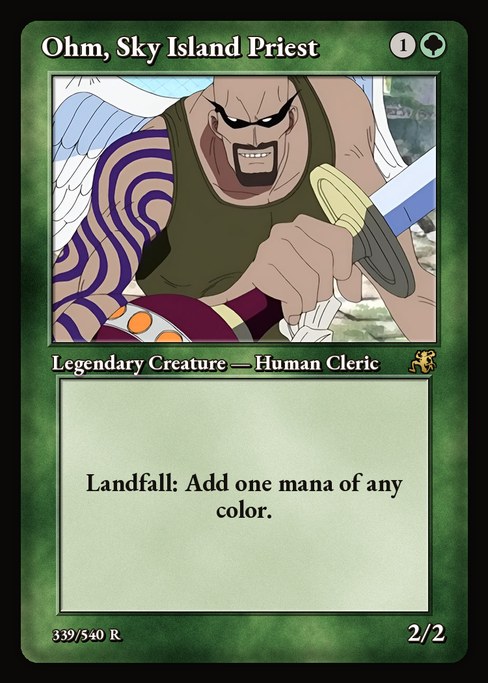 Ohm, Sky Island Priest 1
Legendary Creature — Human Cleric
Landfall: Add one mana of any
color.
339/540 R 2/2